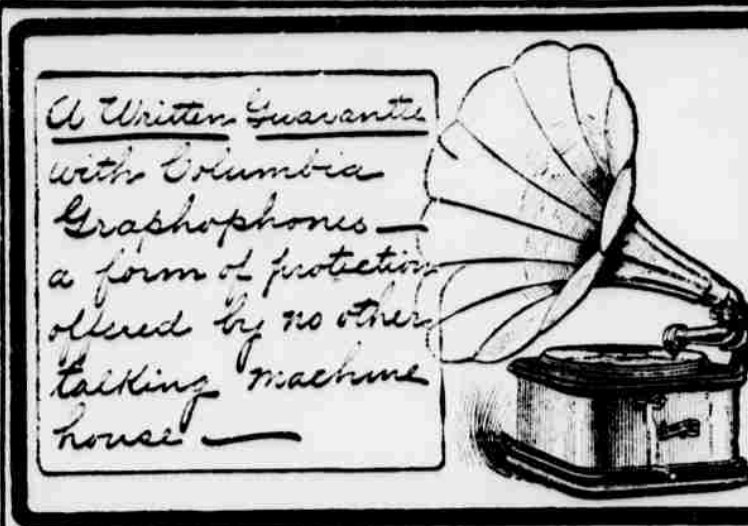 A Written Guarantee
with Columbia
Graphophones —
a form of protection
offered by no other
talking machine
house —